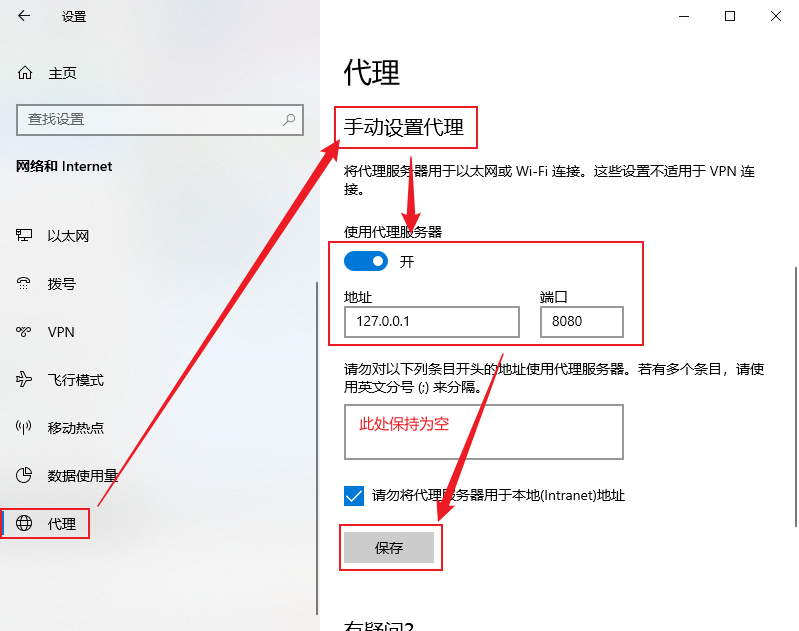 设置
主页
查找设置
网络和 Internet
以太网
拨号
VPN
飞行模式
移动热点
数据使用量
代理
代理
手动设置代理
将代理服务器用于以太网或 Wi-Fi 连接。这些设置不适用于 VPN 连
接。
使用代理服务器
开
地址 端口
127.0.0.1 8080
请勿对以下列条目开头的地址使用代理服务器。若有多个条目，请使
用英文分号 (;) 来分隔。
此处保持为空
请勿将代理服务器用于本地(Intranet)地址
保存
有疑问?